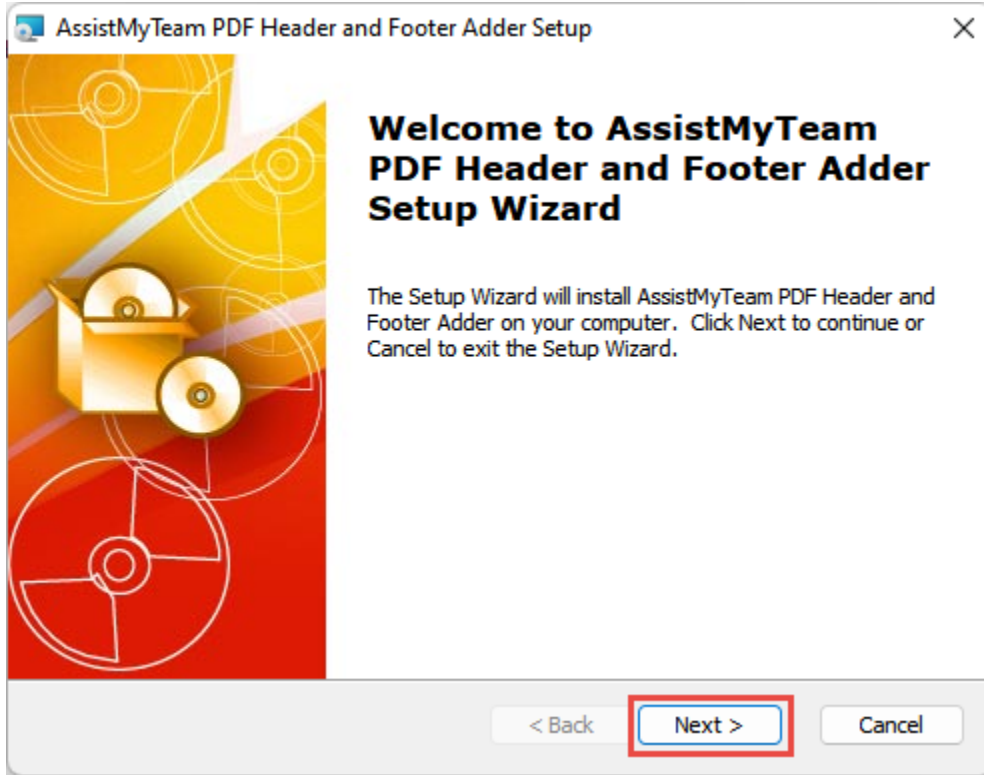 AssistMyTeam PDF Header and Footer Adder Setup
Welcome to AssistMyTeam
PDF Header and Footer Adder
Setup Wizard
The Setup Wizard will install AssistMyTeam PDF Header and
Footer Adder on your computer.  Click Next to continue or
Cancel to exit the Setup Wizard.
< Back Next > Cancel